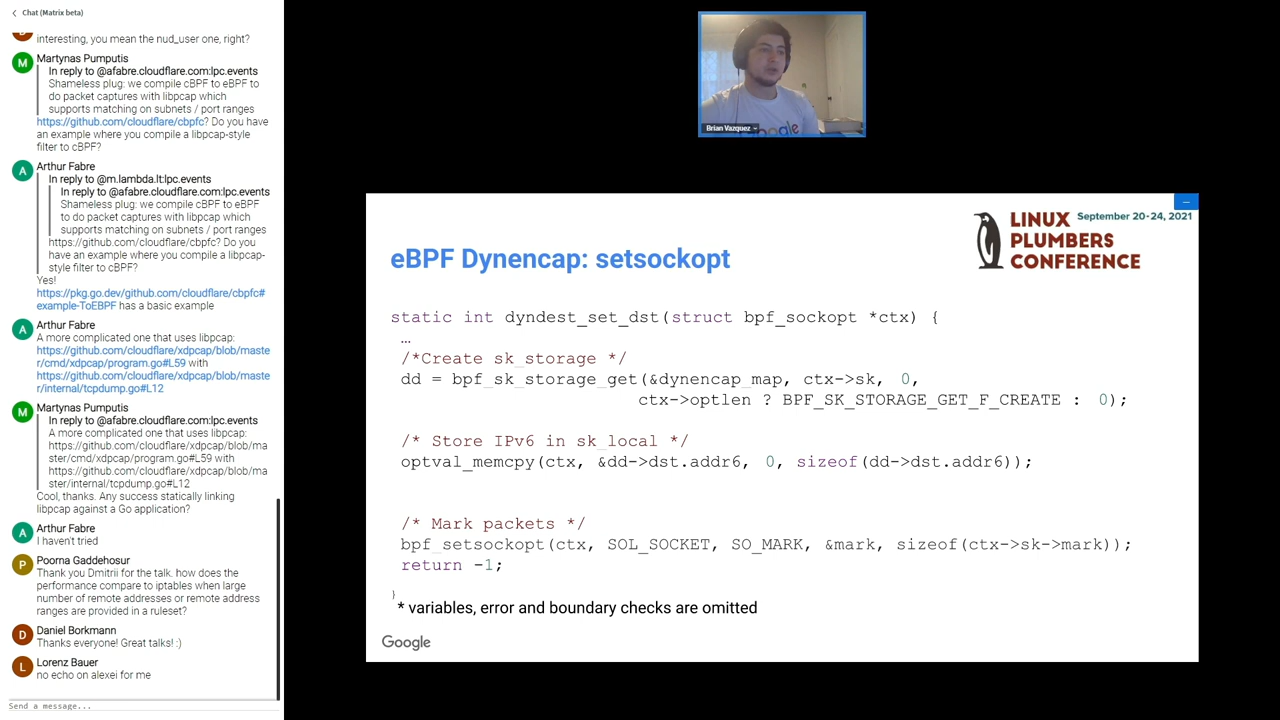 Chat (Matrix beta)
interesting, you mean the nud_user one, right?
M
Martynas Pumputis
In reply to @afabre.cloudflare.com:lpc.events
Shameless plug: we compile cBPF to eBPF to
do packet captures with libpcap which
supports matching on subnets / port ranges
https://github.com/cloudflare/cbpfc? Do you have
an example where you compile a libpcap-style
filter to cBPF?
A
Arthur Fabre
In reply to @m.lambda.lt:lpc.events
In reply to @afabre.cloudflare.com:lpc.events
Shameless plug: we compile cBPF to eBPF
to do packet captures with libpcap which
supports matching on subnets / port ranges
https://github.com/cloudflare/cbpfc? Do you
have an example where you compile a libpcap-
style filter to cBPF?
Yes!
https://pkg.go.dev/github.com/cloudflare/cbpfc#
example-ToEBPF has a basic example
A
Arthur Fabre
A more complicated one that uses libpcap:
https://github.com/cloudflare/xdpcap/blob/maste
r/cmd/xdpcap/program.go#L59 with
https://github.com/cloudflare/xdpcap/blob/maste
r/internal/tcpdump.go#L12
M
Martynas Pumputis
In reply to @afabre.cloudflare.com:lpc.events
A more complicated one that uses libpcap:
https://github.com/cloudflare/xdpcap/blob/ma
ster/cmd/xdpcap/program.go#L59 with
https://github.com/cloudflare/xdpcap/blob/ma
ster/internal/tcpdump.go#L12
Cool, thanks. Any success statically linking
libpcap against a Go application?
A
Arthur Fabre
I haven't tried
P
Poorna Gaddehosur
Thank you Dmitrii for the talk. how does the
performance compare to iptables when large
number of remote addresses or remote address
ranges are provided in a ruleset?
D
Daniel Borkmann
Thanks everyone! Great talks! :)
L
Lorenz Bauer
no echo on alexei for me
Send a message...
Brian Vazquez
LINUX
PLUMBERS
CONFERENCE
September 20-24, 2021
eBPF Dynencap: setsockopt
static int dyndest_set_dst(struct bpf_sockopt *ctx) {
…
/*Create sk_storage */
dd = bpf_sk_storage_get(&dynencap_map, ctx->sk, 0,
ctx->optlen ? BPF_SK_STORAGE_GET_F_CREATE : 0);
/* Store IPv6 in sk_local */
optval_memcpy(ctx, &dd->dst.addr6, 0, sizeof(dd->dst.addr6));
/* Mark packets */
bpf_setsockopt(ctx, SOL_SOCKET, SO_MARK, &mark, sizeof(ctx->sk->mark));
return -1;
}
* variables, error and boundary checks are omitted
Google